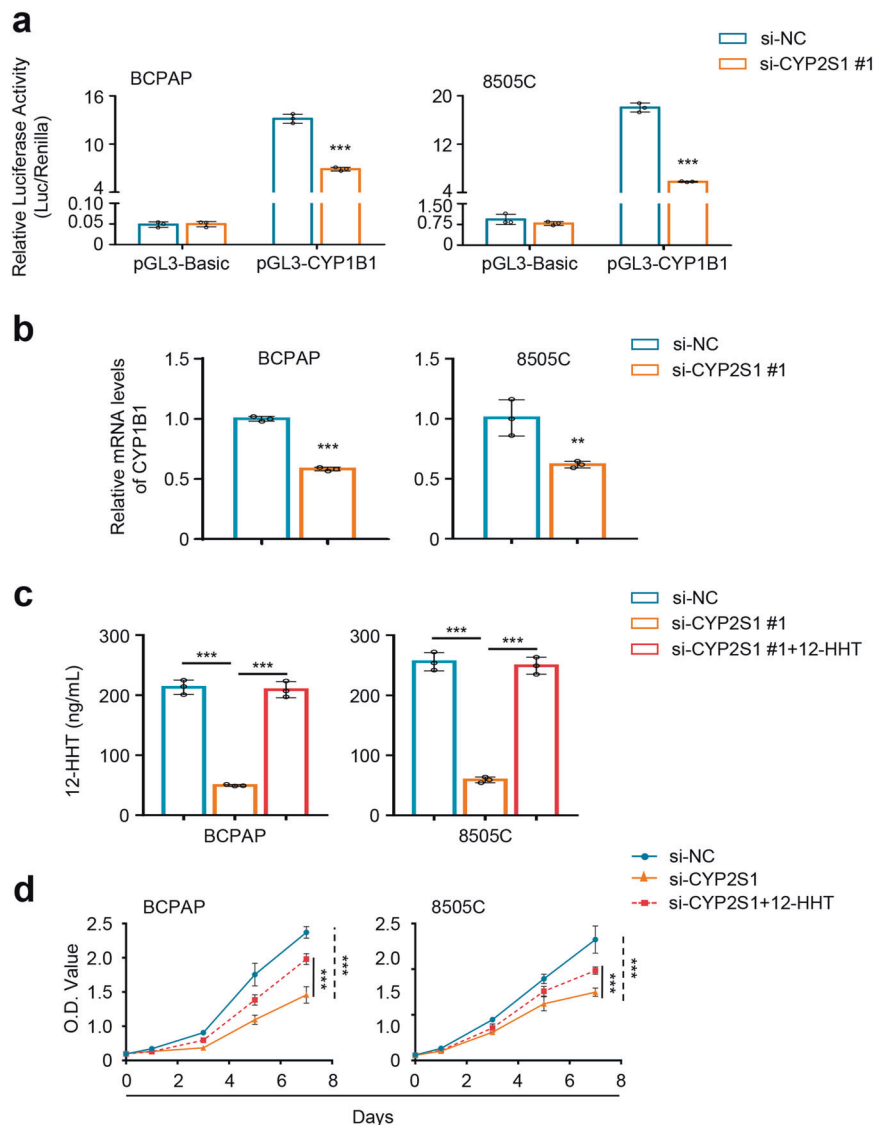 a
si-NC
si-CYP2S1 #1
Relative Luciferase Activity
(Luc/Renilla)
BCPAP
16
10
4
0.10
0.05
0
***
pGL3-Basic pGL3-CYP1B1
8505C
20
12
4
1.50
0.75
0
***
pGL3-Basic pGL3-CYP1B1
b
si-NC
si-CYP2S1 #1
Relative mRNA levels
of CYP1B1
BCPAP
1.5
1.0
0.5
0
***
8505C
1.5
1.0
0.5
0
**
c
si-NC
si-CYP2S1 #1
si-CYP2S1 #1+12-HHT
12-HHT (ng/mL)
300
200
100
0
*** ***
BCPAP
300
200
100
0
*** ***
8505C
d
si-NC
si-CYP2S1
si-CYP2S1+12-HHT
O.D. Value
BCPAP
2.5
2.0
1.5
1.0
0
0 2 4 6 8
***
***
8505C
2.5
2.0
1.5
1.0
0
0 2 4 6 8
***
***
Days